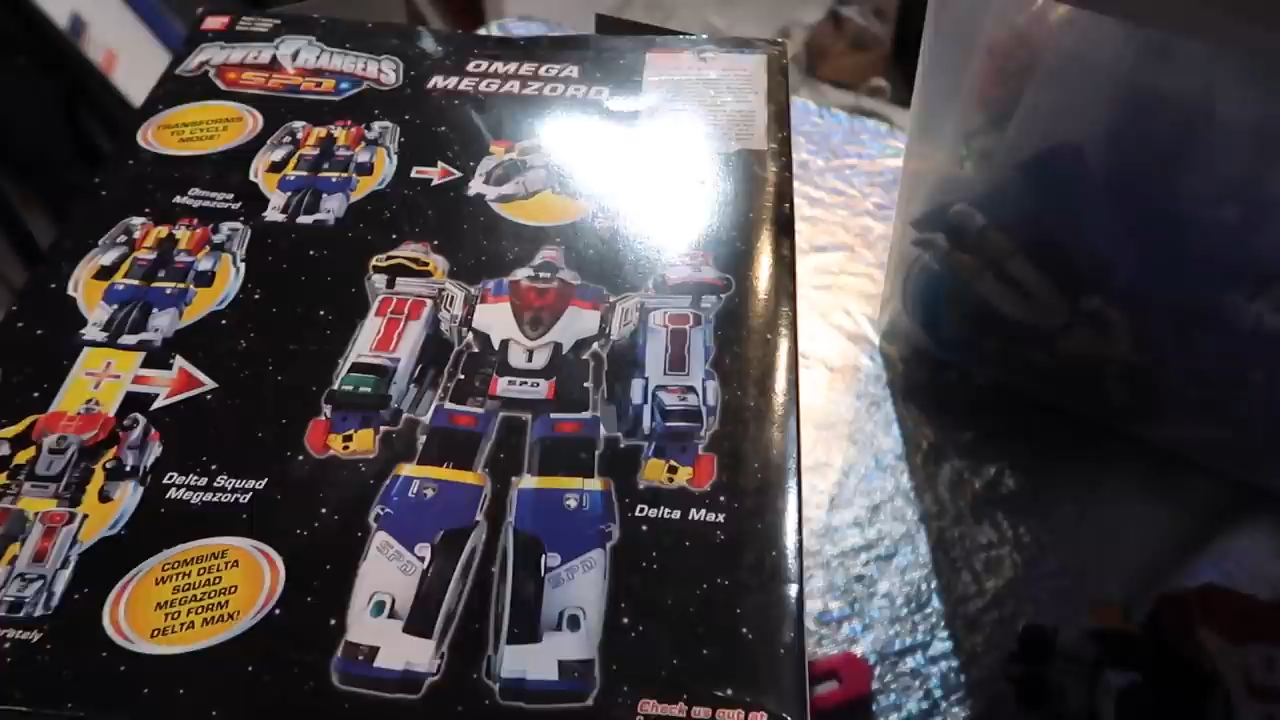 POWER RANGERS
SPD
OMEGA
MEGAZORD
TRANSFORMS
TO CYCLE
MODE!
Omega
Megazord
Delta Squad
Megazord
S.P.D
SPD
SPD
Delta Max
COMBINE
WITH DELTA
SQUAD
MEGAZORD
TO FORM
DELTA MAX!
Check us out at